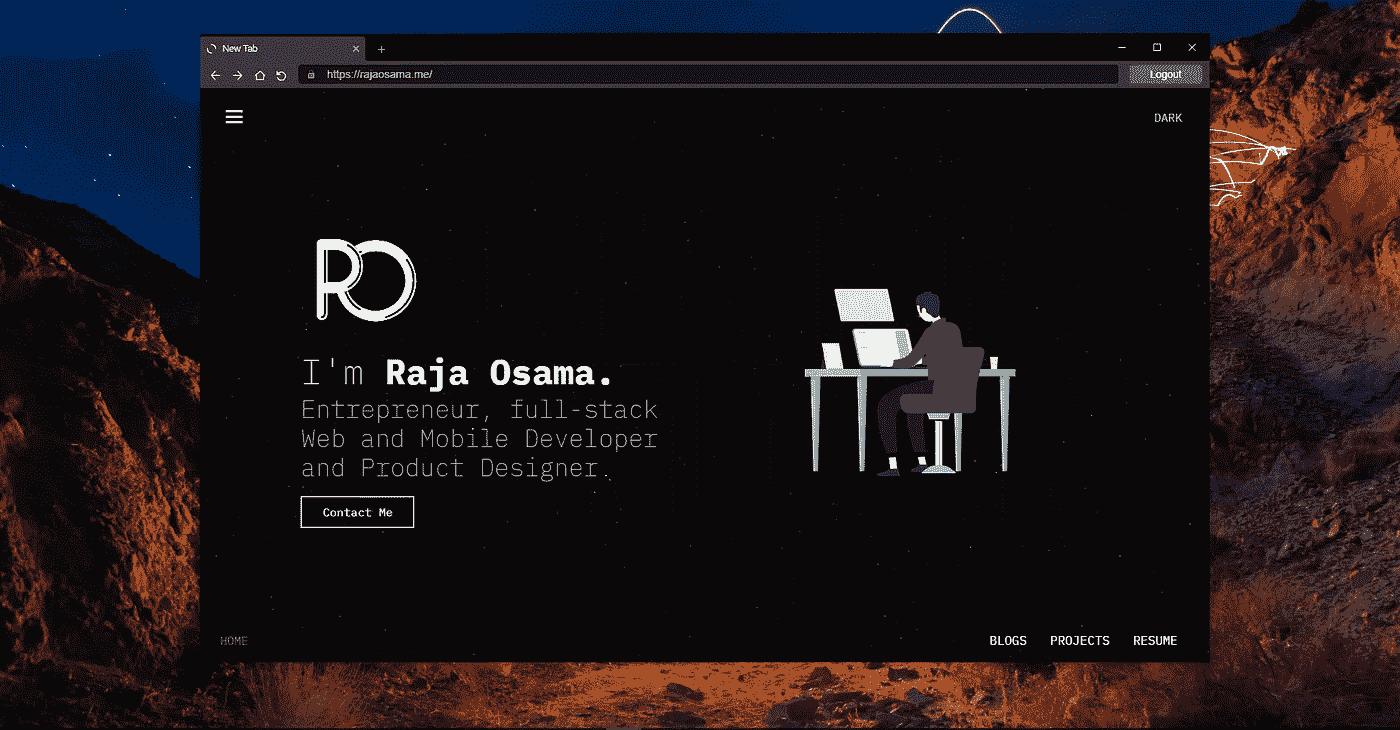 New Tab
https://rajaosama.me/
Logout
DARK
RO
I'm Raja Osama.
Entrepreneur, full-stack
Web and Mobile Developer
and Product Designer.
Contact Me
HOME
BLOGS PROJECTS RESUME